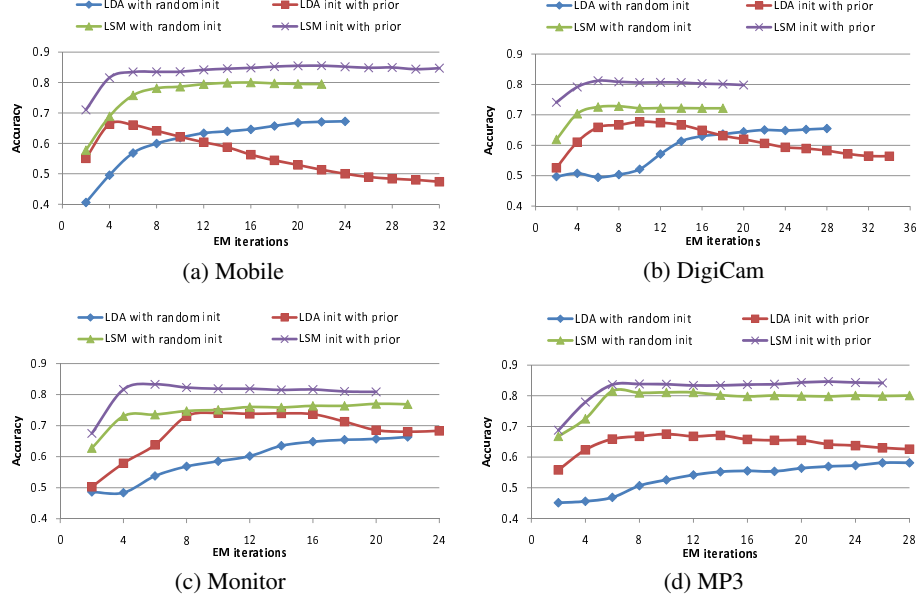 LDA with random init LDA init with prior
LSM with random init LSM init with prior
0.9
0.8
0.7
0.6
0.5
0.4
Accuracy
0 4 8 12 16 20 24 28 32
EM iterations
(a) Mobile
LDA with random init LDA init with prior
LSM with random init LSM init with prior
0.9
0.8
0.7
0.6
0.5
0.4
Accuracy
0 4 8 12 16 20 24 28 32 36
EM iterations
(b) DigiCam
LDA with random init LDA init with prior
LSM with random init LSM init with prior
0.9
0.8
0.7
0.6
0.5
0.4
Accuracy
0 4 8 12 16 20 24
EM iterations
(c) Monitor
LDA with random init LDA init with prior
LSM with random init LSM init with prior
0.9
0.8
0.7
0.6
0.5
0.4
Accuracy
0 4 8 12 16 20 24 28
EM iterations
(d) MP3